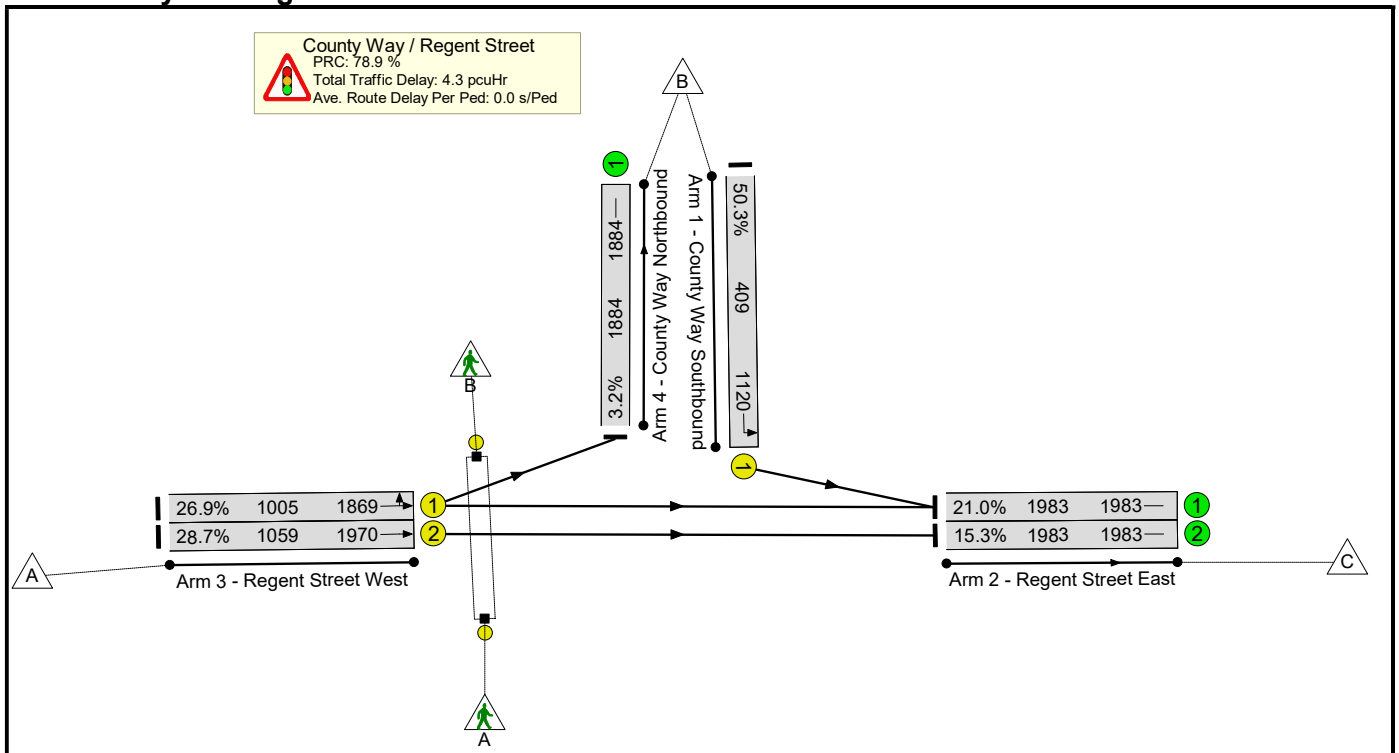 County Way / Regent Street
PRC: 78.9 %
Total Traffic Delay: 4.3 pcuHr
Ave. Route Delay Per Ped: 0.0 s/Ped
B
1
3.2% 1884 1884
Arm 4 - County Way Northbound
Arm 1 - County Way Southbound
50.3% 409 1120
1
B
26.9% 1005 1869
1
28.7% 1059 1970
2
A
Arm 3 - Regent Street West
21.0% 1983 1983
1
15.3% 1983 1983
2
Arm 2 - Regent Street East
C
A